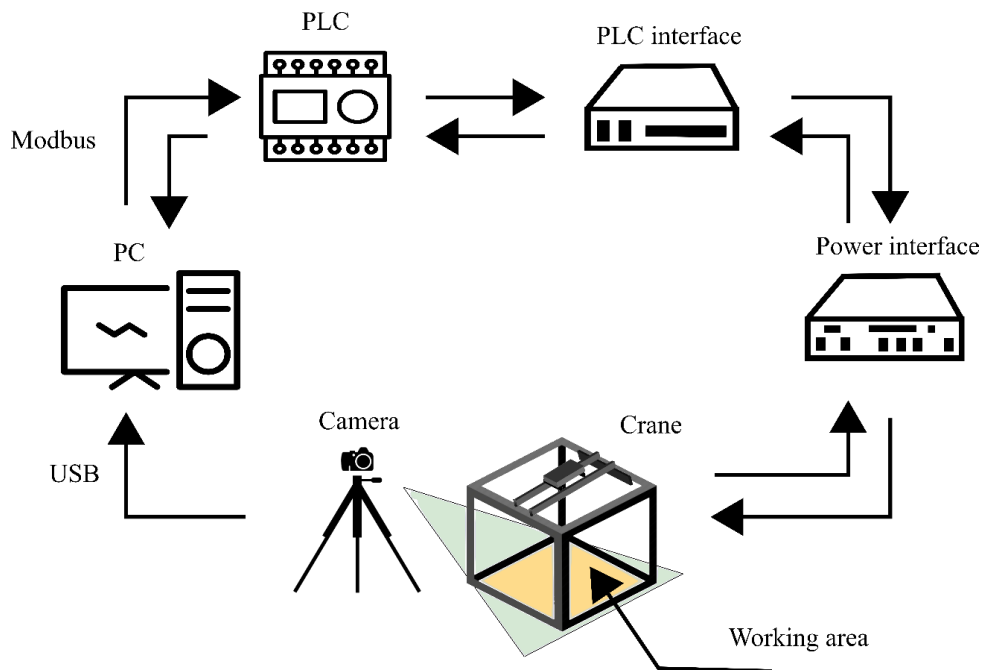 PLC
PLC interface
Modbus
PC
Power interface
Camera
Crane
USB
Working area